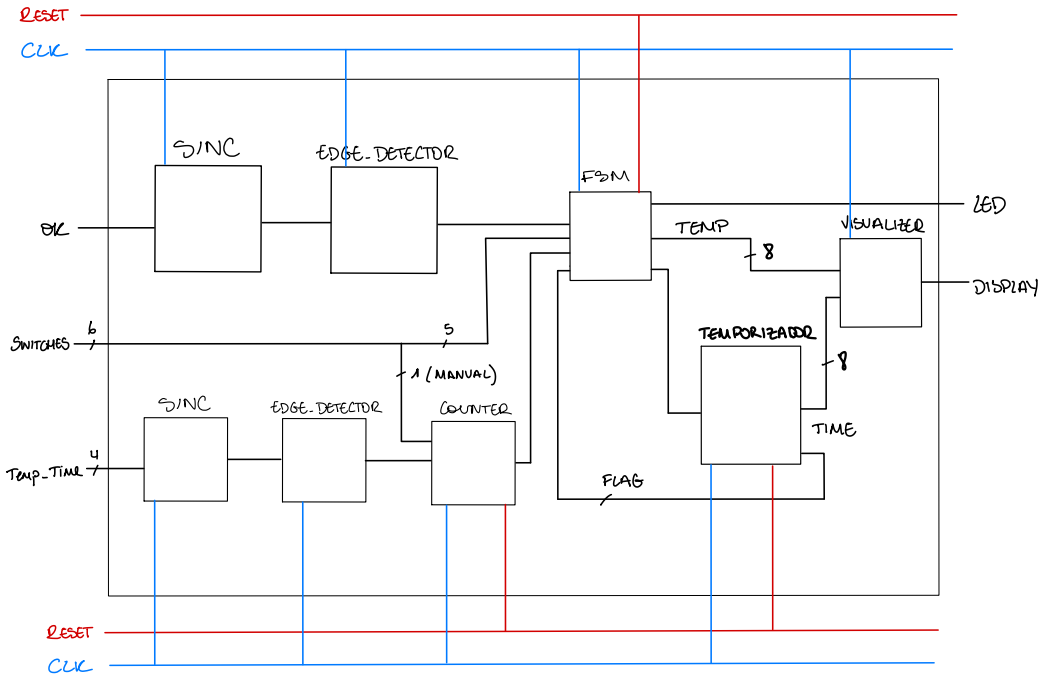 RESET
CLK
SINC
EDGE_DETECTOR
FSM
OK
LED
TEMP
8
VISUALIZER
DISPLAY
SWITCHES
6
5
1 (MANUAL)
TEMPORIZADOR
8
TIME
SINC
EDGE_DETECTOR
COUNTER
TEMP_TIME
4
FLAG
RESET
CLK